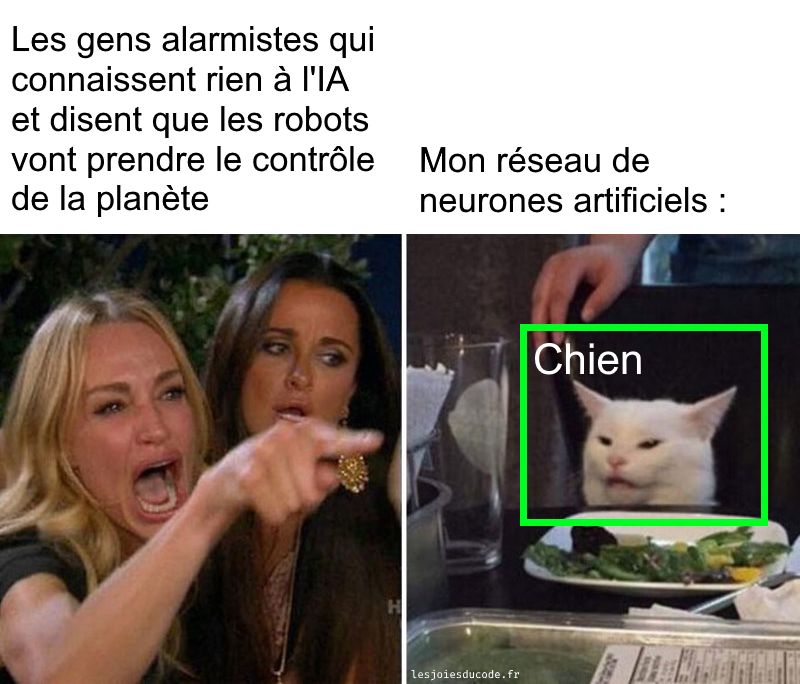 Les gens alarmistes qui
connaissent rien à l'IA
et disent que les robots
vont prendre le contrôle
de la planète
Mon réseau de
neurones artificiels :
Chien
H
lesjoiesducode.fr